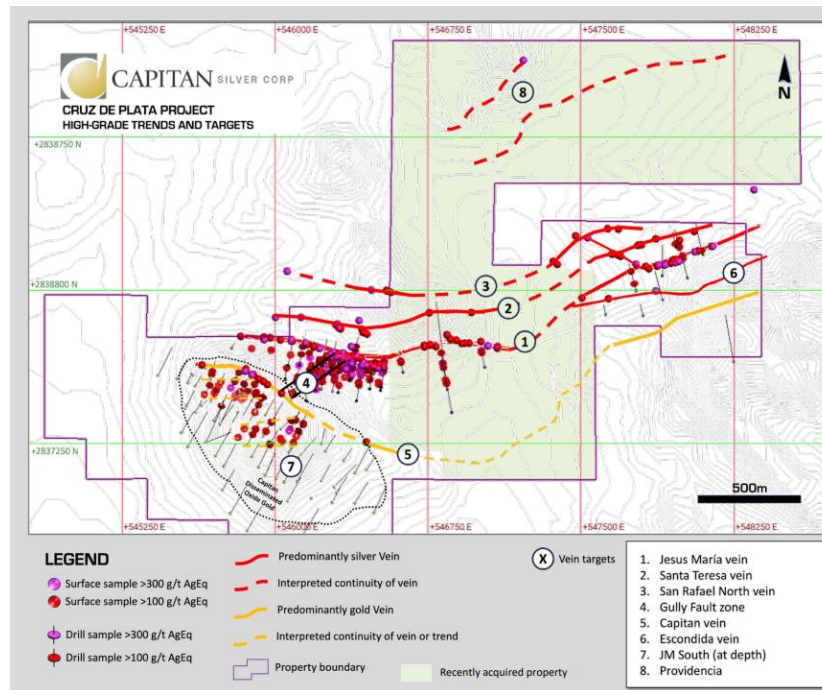 +545250 E +546000 E +546750 E +547500 E +548250 E
CAPITAN SILVER CORP
CRUZ DE PLATA PROJECT
HIGH-GRADE TRENDS AND TARGETS
N
8
+2838750 N
6
3
+2838800 N
2
1
4
5
+2837250 N
7
Capitan
Disseminated
Oxide Gold
500m
+545250 E +546000 E +546750 E +547500 E +548250 E
LEGEND
Surface sample >300 g/t AgEq
Surface sample >100 g/t AgEq
Drill sample >300 g/t AgEq
Drill sample >100 g/t AgEq
Predominantly silver Vein
Interpreted continuity of vein
Predominantly gold Vein
Interpreted continuity of vein or trend
Property boundary
Recently acquired property
X Vein targets
1. Jesus María vein
2. Santa Teresa vein
3. San Rafael North vein
4. Gully Fault zone
5. Capitan vein
6. Escondida vein
7. JM South (at depth)
8. Providencia